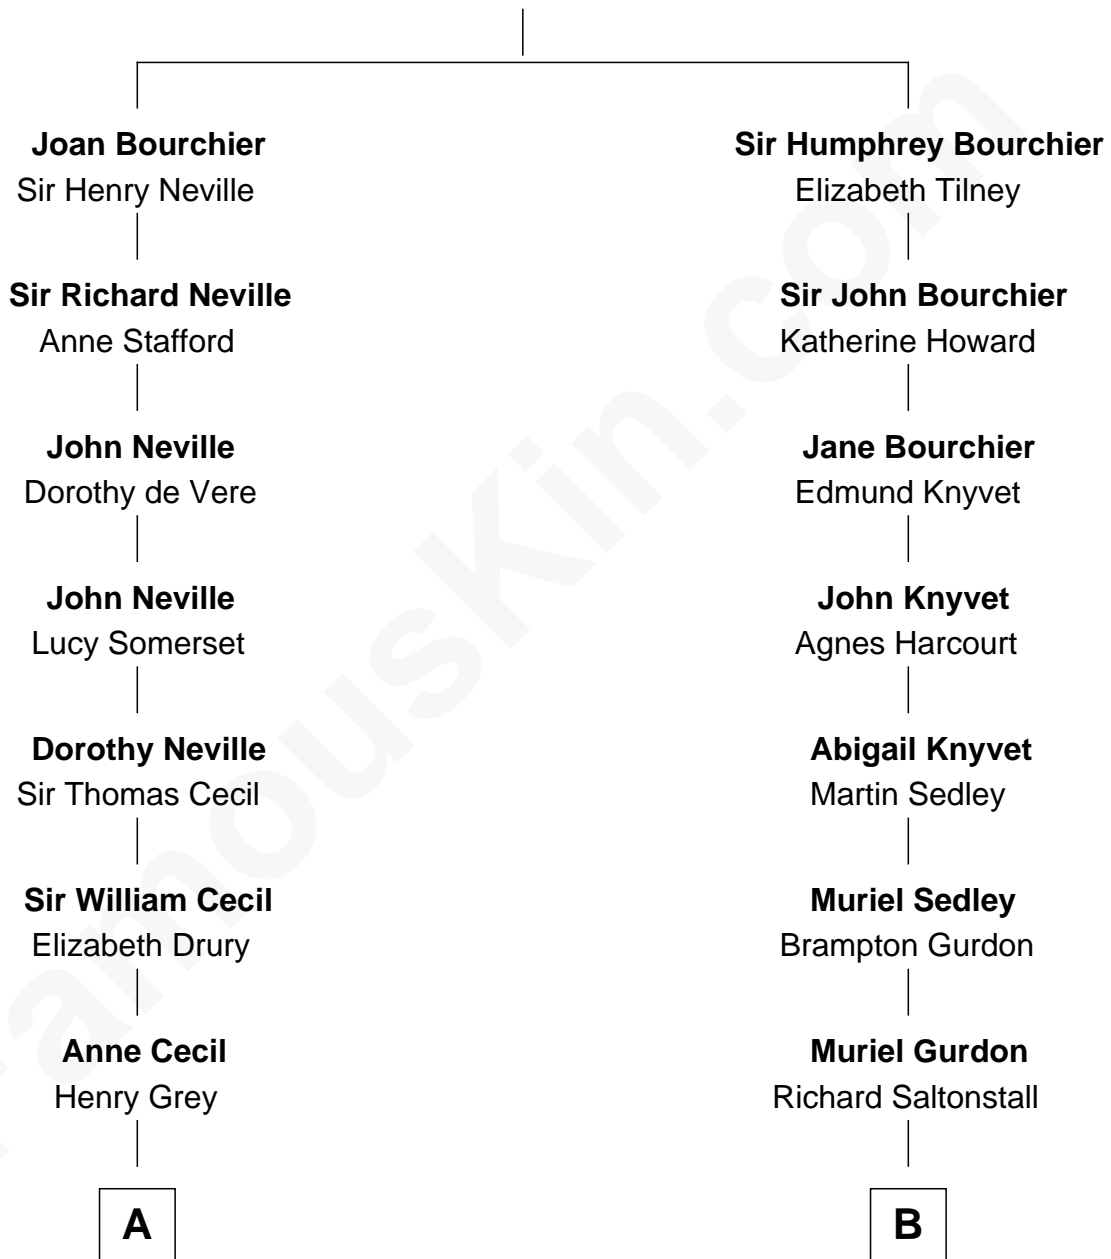 Joan Bourchier
Sir Henry Neville
Sir Humphrey Bourchier
Elizabeth Tilney
Sir Richard Neville
Anne Stafford
Sir John Bourchier
Katherine Howard
John Neville
Dorothy de Vere
Jane Bourchier
Edmund Knyvet
John Neville
Lucy Somerset
John Knyvet
Agnes Harcourt
Dorothy Neville
Sir Thomas Cecil
Abigail Knyvet
Martin Sedley
Sir William Cecil
Elizabeth Drury
Muriel Sedley
Brampton Gurdon
Anne Cecil
Henry Grey
Muriel Gurdon
Richard Saltonstall
A
B
FamousKin.com